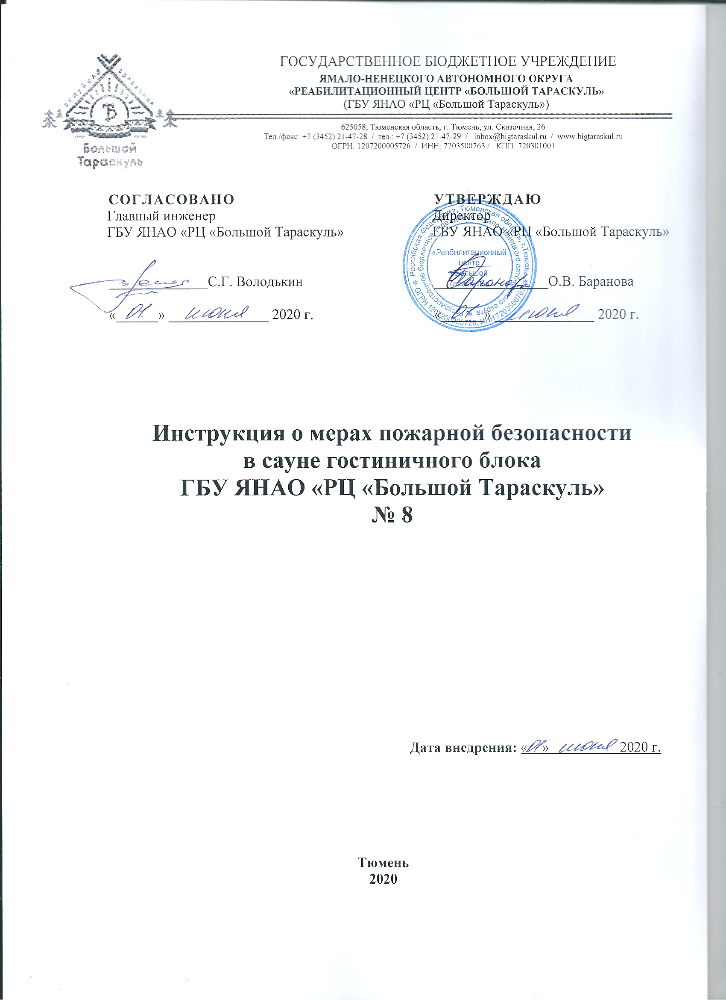 ГОСУДАРСТВЕННОЕ БЮДЖЕТНОЕ УЧРЕЖДЕНИЕ
ЯМАЛО-НЕНЕЦКОГО АВТОНОМНОГО ОКРУГА
«РЕАБИЛИТАЦИОННЫЙ ЦЕНТР «БОЛЬШОЙ ТАРАСКУЛЬ»
(ГБУ ЯНАО «РЦ «Большой Тараскуль»)
625058, Тюменская область, г. Тюмень, ул. Сказочная, 26
Тел./факс: +7 (3452) 21-47-28 / тел.: +7 (3452) 21-47-29 / inbox@bigtaraskul.ru / www.bigtaraskul.ru
ОГРН: 1207200005726 / ИНН: 7203500763 / КПП: 720301001
СЕМЕЙНАЯ ЗДРАВНИЦА
Большой
Тараскуль
СОГЛАСОВАНО
Главный инженер
ГБУ ЯНАО «РЦ «Большой Тараскуль»
С.Г. Володькин
«01.» июня 2020 г.
УТВЕРЖДАЮ
Директор
ГБУ ЯНАО «РЦ «Большой Тараскуль»
О.В. Баранова
«01» июня 2020 г.
Российская Федерация, Тюменская область, г.Тюмень
ОГРН 1207200005726, ИНН 7203500763
Государственное бюджетное учреждение Ямало-Ненецкого автономного округа
«Реабилитационный
центр
«Большой
Тараскуль»
Инструкция о мерах пожарной безопасности
в сауне гостиничного блока
ГБУ ЯНАО «РЦ «Большой Тараскуль»
№ 8
Дата внедрения: «01» июня 2020 г.
Тюмень
2020